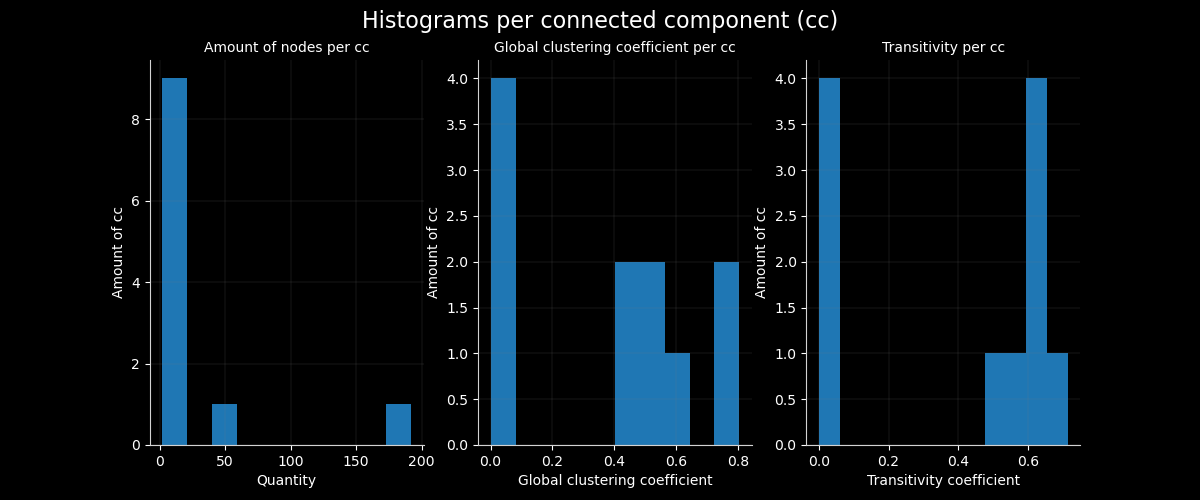 Histograms per connected component (cc)
Amount of nodes per cc
Global clustering coefficient per cc
Transitivity per cc
Amount of cc
8
6
4
2
0
0 50 100 150 200
Quantity
Amount of cc
4.0
3.5
3.0
2.5
2.0
1.5
1.0
0.5
0.0
0.0 0.2 0.4 0.6 0.8
Global clustering coefficient
Amount of cc
4.0
3.5
3.0
2.5
2.0
1.5
1.0
0.5
0.0
0.0 0.2 0.4 0.6
Transitivity coefficient